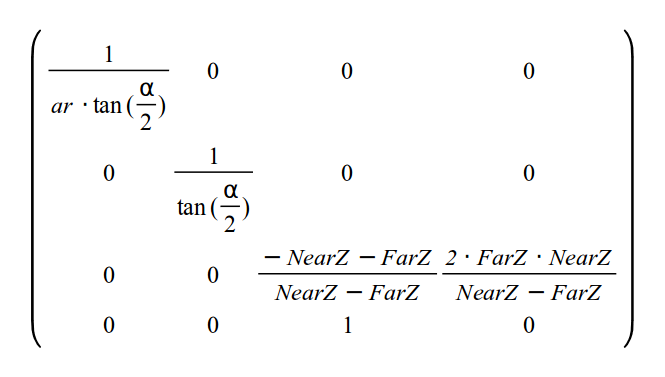 1/(ar · tan(α/2)) 0 0 0
0 1/(tan(α/2)) 0 0
0 0 (− NearZ − FarZ)/(NearZ − FarZ) (2 · FarZ · NearZ)/(NearZ − FarZ)
0 0 1 0